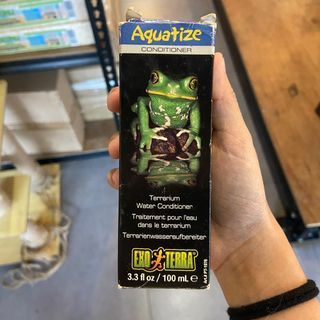 Aquatize
CONDITIONER
Terrarium
Water Conditioner
Traitement pour l'eau
dans le terrarium
Terrarienwasseraufbereiter
EXO TERRA
3.3 fl oz / 100 mL e